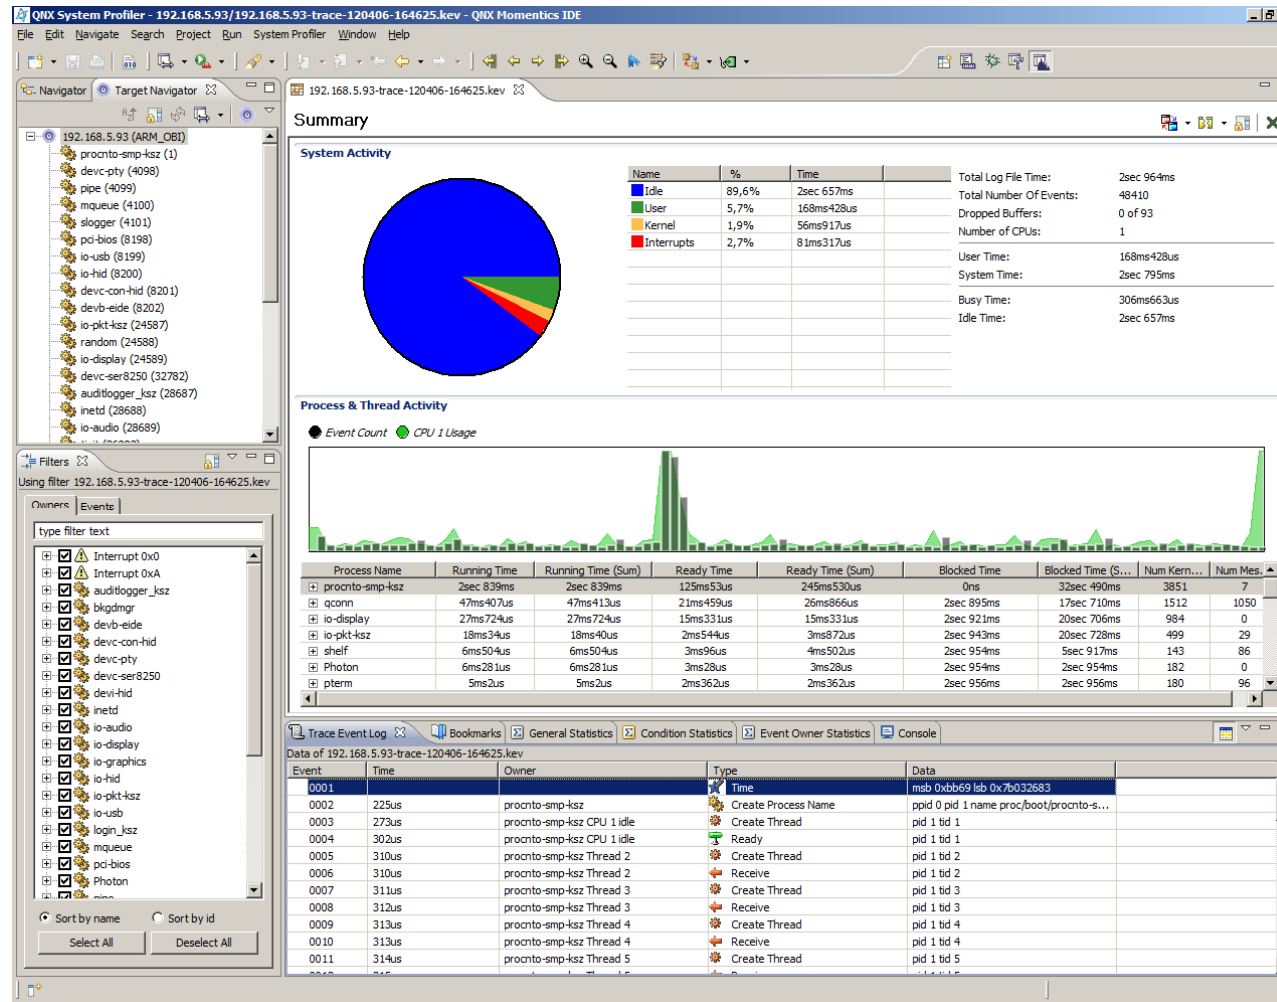 QNX System Profiler - 192.168.5.93/192.168.5.93-trace-120406-164625.kev - QNX Momentics IDE
File Edit Navigate Search Project Run System Profiler Window Help
Navigator Target Navigator
192.168.5.93 (ARM_OBI)
procnto-smp-ksz (1)
devc-pty (4098)
pipe (4099)
mqueue (4100)
slogger (4101)
pci-bios (8198)
io-usb (8199)
io-hid (8200)
devc-con-hid (8201)
devb-eide (8202)
io-pkt-ksz (24587)
random (24588)
io-display (24589)
devc-ser8250 (32782)
auditlogger_ksz (28687)
inetd (28688)
io-audio (28689)
Filters
Using filter 192.168.5.93-trace-120406-164625.kev
Owners Events
type filter text
Interrupt 0x0
Interrupt 0xA
auditlogger_ksz
bkgdmgr
devb-eide
devc-con-hid
devc-pty
devc-ser8250
devi-hid
inetd
io-audio
io-display
io-graphics
io-hid
io-pkt-ksz
io-usb
login_ksz
mqueue
pci-bios
Photon
pipe
Sort by name Sort by id
Select All Deselect All
192.168.5.93-trace-120406-164625.kev
Summary
System Activity
Name % Time
Idle 89,6% 2sec 657ms
User 5,7% 168ms428us
Kernel 1,9% 56ms917us
Interrupts 2,7% 81ms317us
Total Log File Time: 2sec 964ms
Total Number Of Events: 48410
Dropped Buffers: 0 of 93
Number of CPUs: 1
User Time: 168ms428us
System Time: 2sec 795ms
Busy Time: 306ms663us
Idle Time: 2sec 657ms
Process & Thread Activity
Event Count CPU 1 Usage
Process Name Running Time Running Time (Sum) Ready Time Ready Time (Sum) Blocked Time Blocked Time (S... Num Kern... Num Mes.
procnto-smp-ksz 2sec 839ms 2sec 839ms 125ms53us 245ms530us 0ns 32sec 490ms 3851 7
qconn 47ms407us 47ms413us 21ms459us 26ms866us 2sec 895ms 17sec 710ms 1512 1050
io-display 27ms724us 27ms724us 15ms331us 15ms331us 2sec 921ms 20sec 706ms 984 0
io-pkt-ksz 18ms34us 18ms40us 2ms544us 3ms872us 2sec 943ms 20sec 728ms 499 29
shelf 6ms504us 6ms504us 3ms96us 4ms502us 2sec 954ms 5sec 917ms 143 86
Photon 6ms281us 6ms281us 3ms28us 3ms28us 2sec 954ms 2sec 954ms 182 0
pterm 5ms2us 5ms2us 2ms362us 2ms362us 2sec 956ms 2sec 956ms 180 96
Trace Event Log Bookmarks General Statistics Condition Statistics Event Owner Statistics Console
Data of 192.168.5.93-trace-120406-164625.kev
Event Time Owner Type Data
0001 Time msb 0xbb69 lsb 0x7b032683
0002 225us procnto-smp-ksz Create Process Name ppid 0 pid 1 name proc/boot/procnto-s...
0003 273us procnto-smp-ksz CPU 1 idle Create Thread pid 1 tid 1
0004 302us procnto-smp-ksz CPU 1 idle Ready pid 1 tid 1
0005 310us procnto-smp-ksz Thread 2 Create Thread pid 1 tid 2
0006 310us procnto-smp-ksz Thread 2 Receive pid 1 tid 2
0007 311us procnto-smp-ksz Thread 3 Create Thread pid 1 tid 3
0008 312us procnto-smp-ksz Thread 3 Receive pid 1 tid 3
0009 313us procnto-smp-ksz Thread 4 Create Thread pid 1 tid 4
0010 313us procnto-smp-ksz Thread 4 Receive pid 1 tid 4
0011 314us procnto-smp-ksz Thread 5 Create Thread pid 1 tid 5